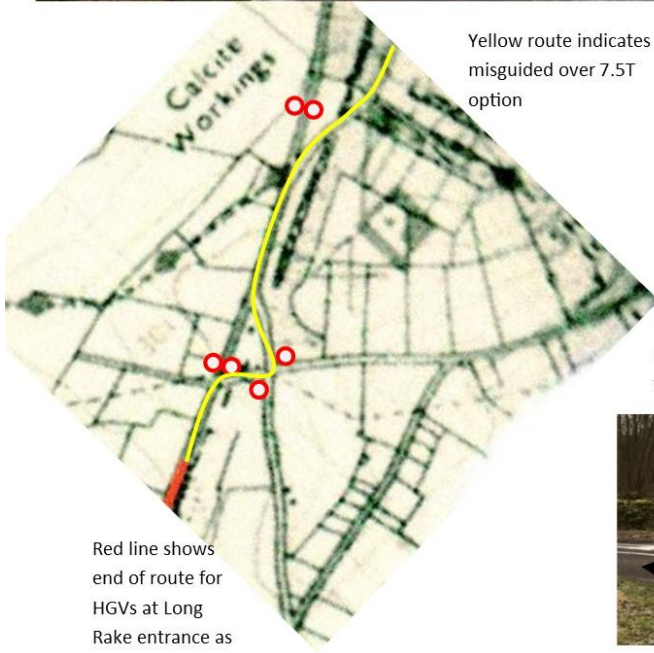 Yellow route indicates
misguided over 7.5T
option
Calcite
Workings
Red line shows
end of route for
HGVs at Long
Rake entrance as